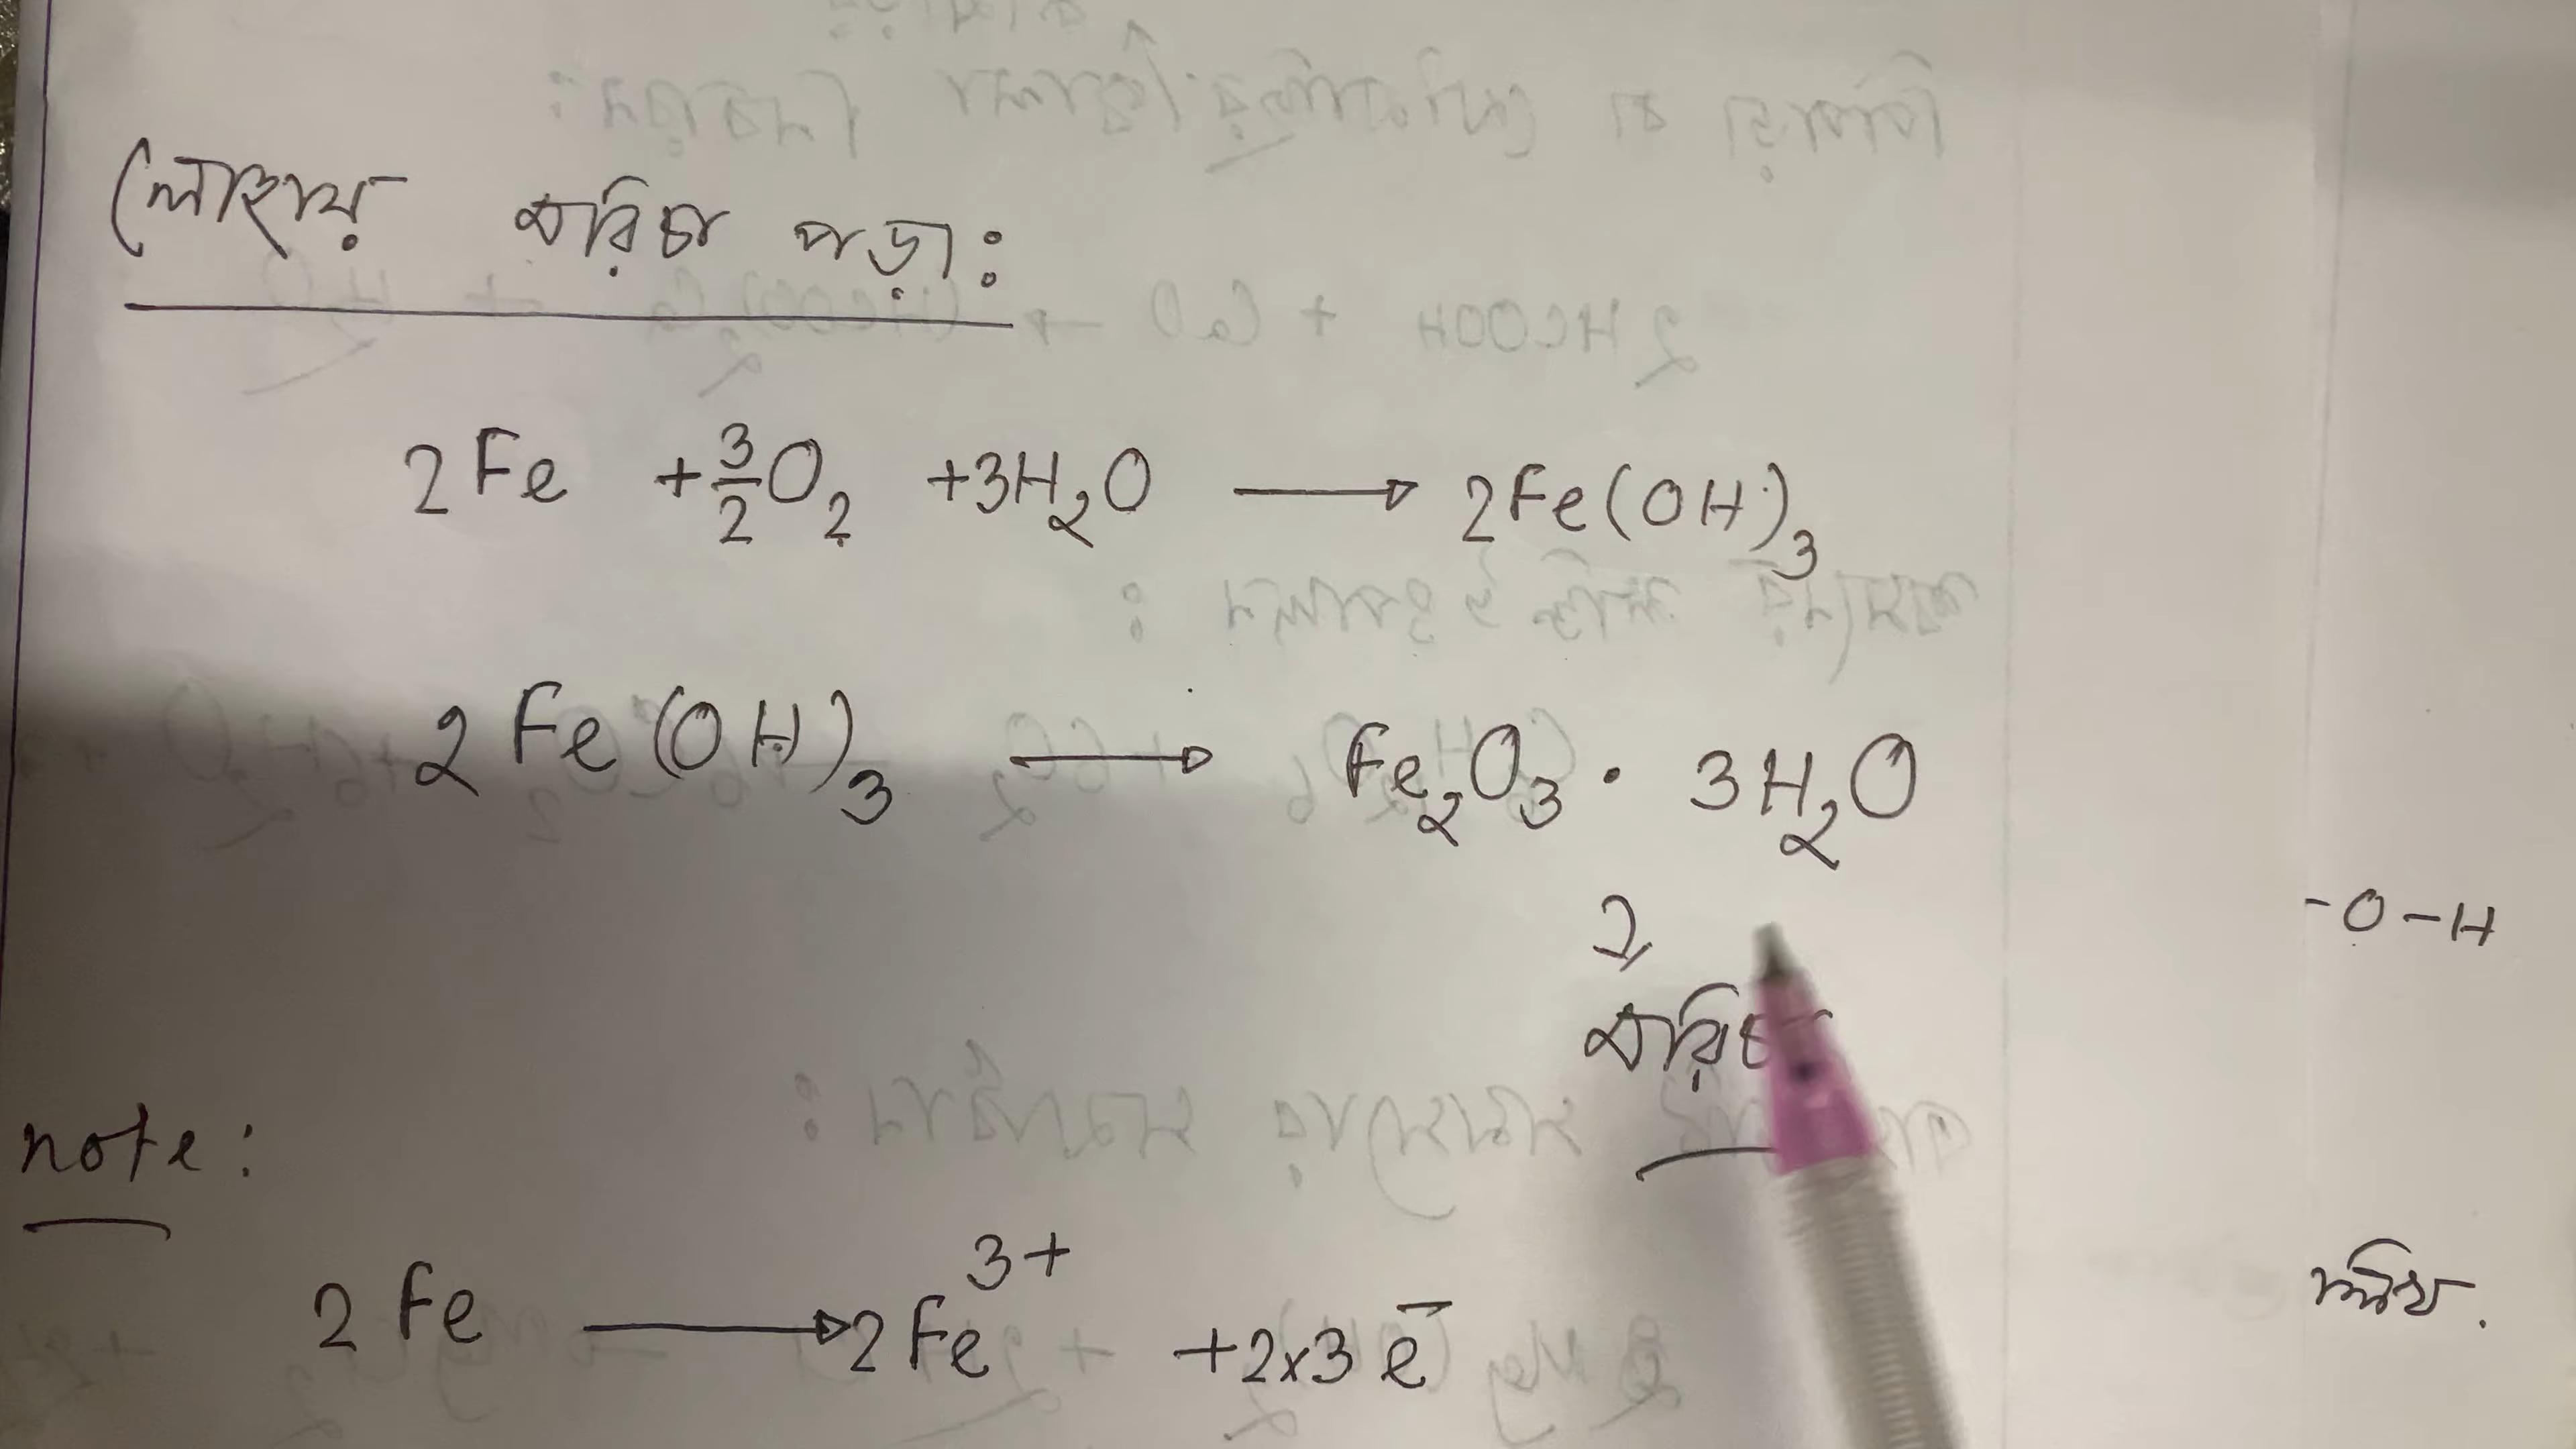 লোহায় মরিচা পড়া:
2Fe + 3/2 O₂ + 3H₂O → 2Fe(OH)₃
2Fe(OH)₃ → Fe₂O₃ · 3H₂O
-O-H
note:
2Fe → 2Fe³⁺ + 2×3e⁻